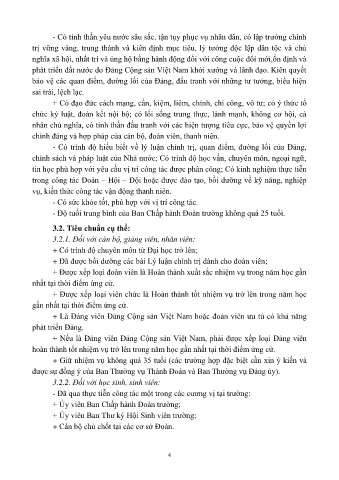 - Có tinh thần yêu nước sâu sắc, tận tụy phục vụ nhân dân, có lập trường chính
trị vững vàng, trung thành và kiên định mục tiêu, lý tưởng độc lập dân tộc và chủ
nghĩa xã hội, nhất trí và ủng hộ bằng hành động đối với công cuộc đổi mới,ổn định và
phát triển đất nước do Đảng Cộng sản Việt Nam khởi xướng và lãnh đạo. Kiên quyết
bảo vệ các quan điểm, đường lối của Đảng, đấu tranh với những tư tưởng, biểu hiện
sai trái, lệch lạc.
+ Có đạo đức cách mạng, cần, kiệm, liêm, chính, chí công, vô tư; có ý thức tổ
chức kỷ luật, đoàn kết nội bộ; có lối sống trung thực, lành mạnh, không cơ hội, cá
nhân chủ nghĩa, có tinh thần đấu tranh với các hiện tượng tiêu cực, bảo vệ quyền lợi
chính đáng và hợp pháp của cán bộ, đoàn viên, thanh niên.
- Có trình độ hiểu biết về lý luận chính trị, quan điểm, đường lối của Đảng,
chính sách và pháp luật của Nhà nước; Có trình độ học vấn, chuyên môn, ngoại ngữ,
tin học phù hợp với yêu cầu vị trí công tác được phân công; Có kinh nghiệm thực tiễn
trong công tác Đoàn – Hội – Đội hoặc được đào tạo, bồi dưỡng về kỹ năng, nghiệp
vụ, kiến thức công tác vận động thanh niên.
- Có sức khỏe tốt, phù hợp với vị trí công tác.
- Độ tuổi trung bình của Ban Chấp hành Đoàn trường không quá 25 tuổi.
3.2. Tiêu chuẩn cụ thể:
3.2.1. Đối với cán bộ, giảng viên, nhân viên:
+ Có trình độ chuyên môn từ Đại học trở lên;
+ Đã được bồi dưỡng các bài Lý luận chính trị dành cho đoàn viên;
+ Được xếp loại đoàn viên là Hoàn thành xuất sắc nhiệm vụ trong năm học gần
nhất tại thời điểm ứng cử.
+ Được xếp loại viên chức là Hoàn thành tốt nhiệm vụ trở lên trong năm học
gần nhất tại thời điểm ứng cử.
+ Là Đảng viên Đảng Cộng sản Việt Nam hoặc đoàn viên ưu tú có khả năng
phát triển Đảng.
+ Nếu là Đảng viên Đảng Cộng sản Việt Nam, phải được xếp loại Đảng viên
hoàn thành tốt nhiệm vụ trở lên trong năm học gần nhất tại thời điểm ứng cử.
+ Giữ nhiệm vụ không quá 35 tuổi (các trường hợp đặc biệt cần xin ý kiến và
được sự đồng ý của Ban Thường vụ Thành Đoàn và Ban Thường vụ Đảng ủy).
3.2.2. Đối với học sinh, sinh viên:
- Đã qua thực tiễn công tác một trong các cương vị tại trường:
+ Ủy viên Ban Chấp hành Đoàn trường;
+ Ủy viên Ban Thư ký Hội Sinh viên trường;
+ Cán bộ chủ chốt tại các cơ sở Đoàn.
4